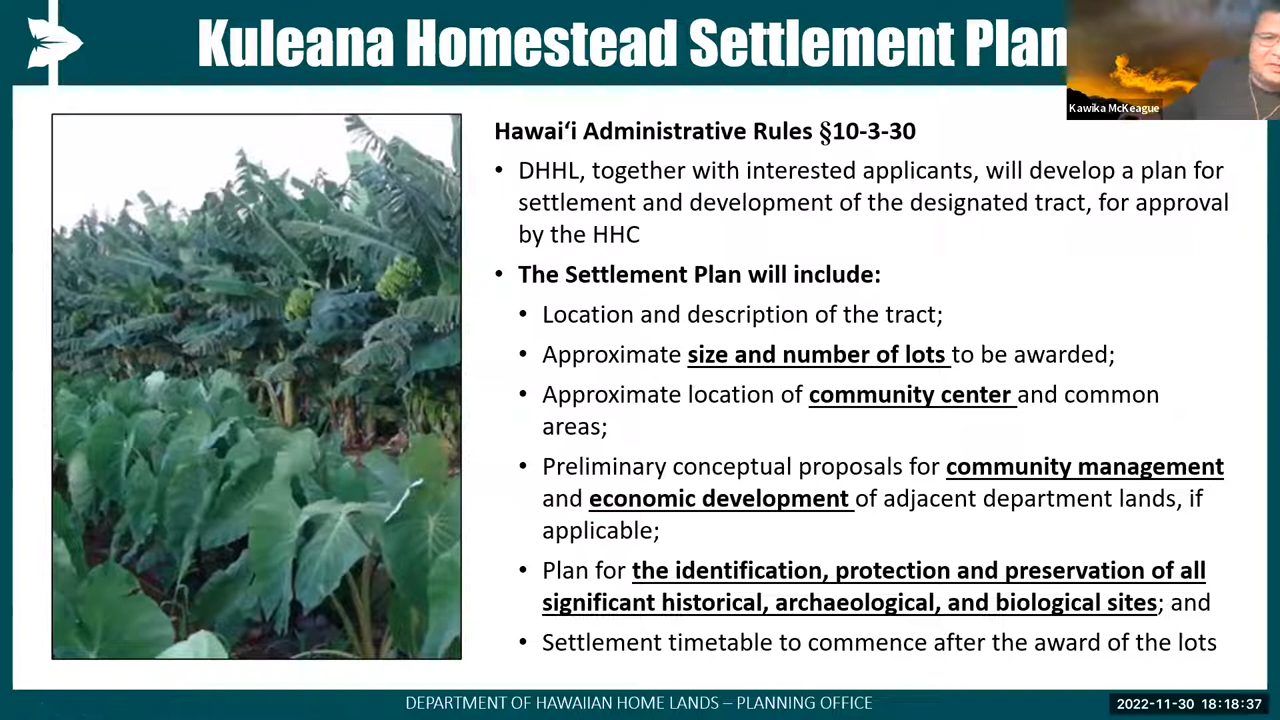 Kuleana Homestead Settlement Plan
Kawika McKeague
Hawai‘i Administrative Rules §10-3-30
• DHHL, together with interested applicants, will develop a plan for
settlement and development of the designated tract, for approval
by the HHC
• The Settlement Plan will include:
• Location and description of the tract;
• Approximate size and number of lots to be awarded;
• Approximate location of community center and common
areas;
• Preliminary conceptual proposals for community management
and economic development of adjacent department lands, if
applicable;
• Plan for the identification, protection and preservation of all
significant historical, archaeological, and biological sites; and
• Settlement timetable to commence after the award of the lots
DEPARTMENT OF HAWAIIAN HOME LANDS – PLANNING OFFICE
2022-11-30 18:18:37